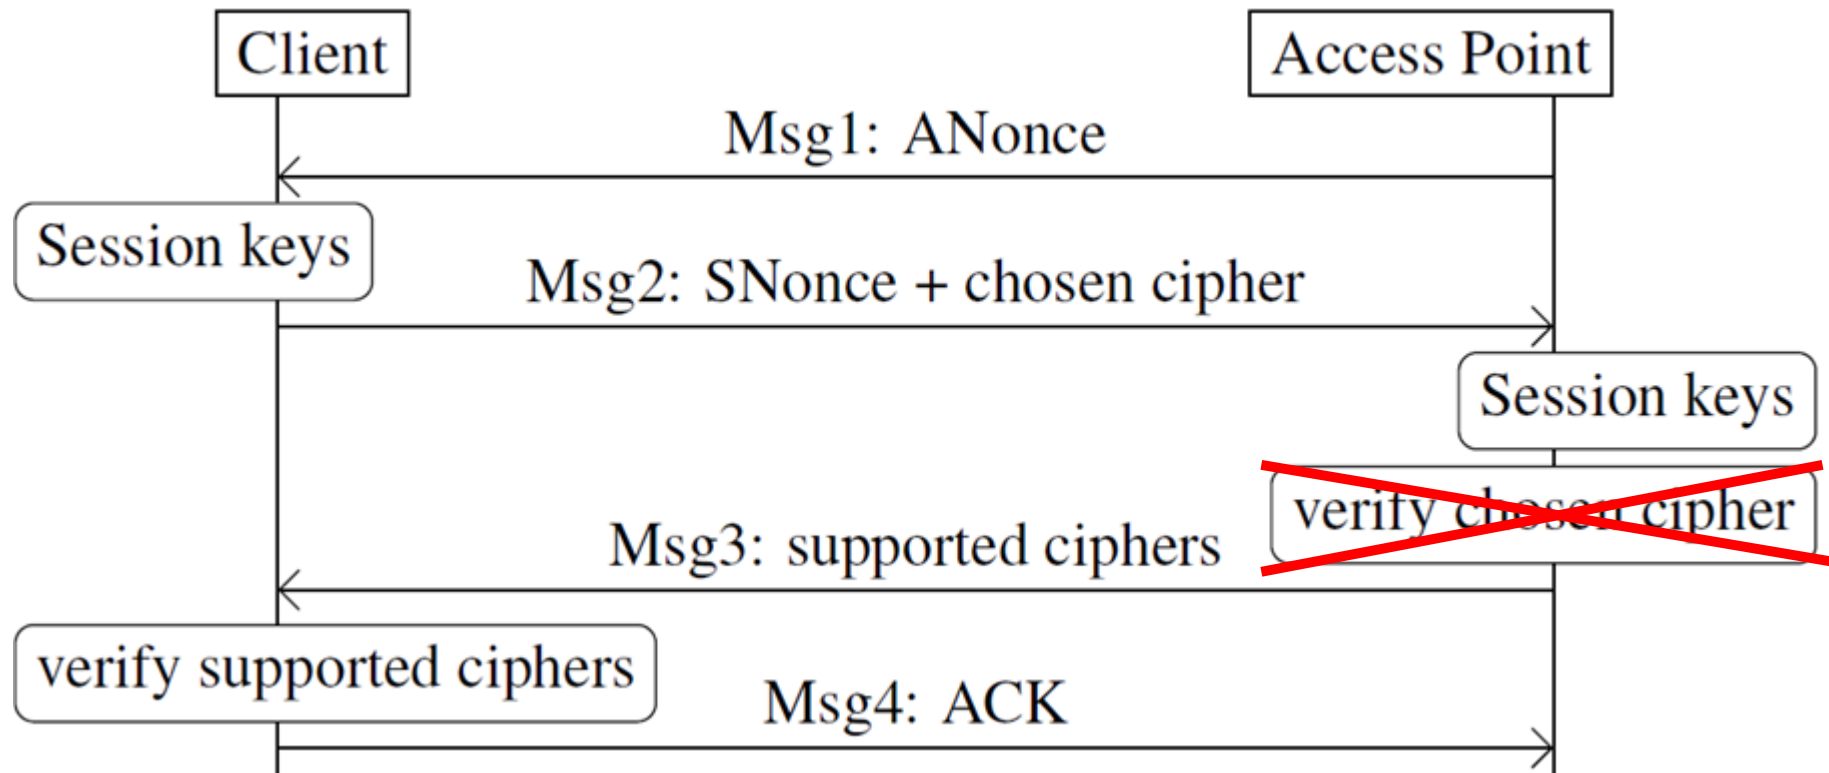 Client
Access Point
Msg1: ANonce
Session keys
Msg2: SNonce + chosen cipher
Session keys
verify chosen cipher
Msg3: supported ciphers
verify supported ciphers
Msg4: ACK